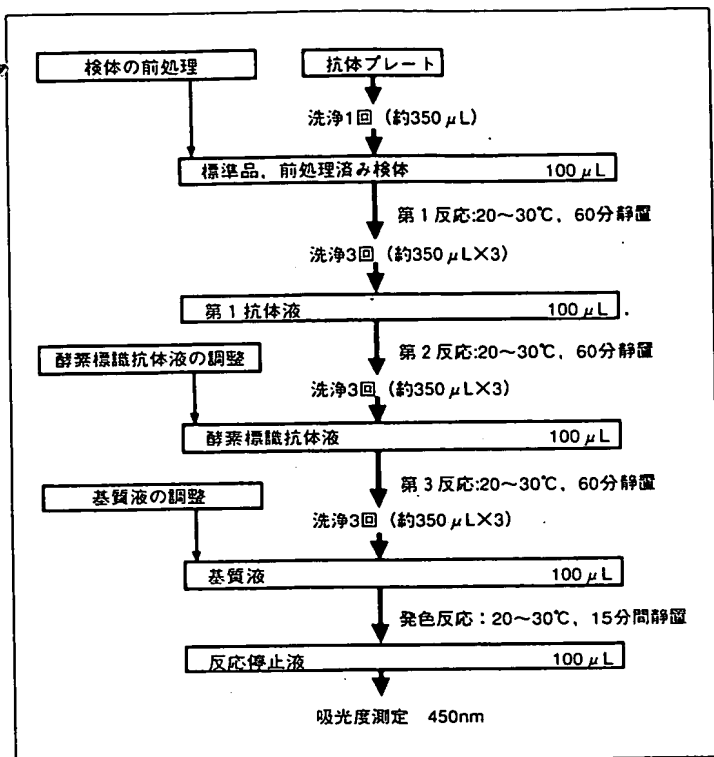 検体の前処理
抗体プレート
洗浄1回 (約350μL)
標準品，前処理済み検体 100μL
第1反応:20～30℃，60分静置
洗浄3回 (約350μL×3)
第1抗体液 100μL
第2反応:20～30℃，60分静置
酵素標識抗体液の調整
洗浄3回 (約350μL×3)
酵素標識抗体液 100μL
第3反応:20～30℃，60分静置
基質液の調整
洗浄3回 (約350μL×3)
基質液 100μL
発色反応：20～30℃，15分間静置
反応停止液 100μL
吸光度測定 450nm